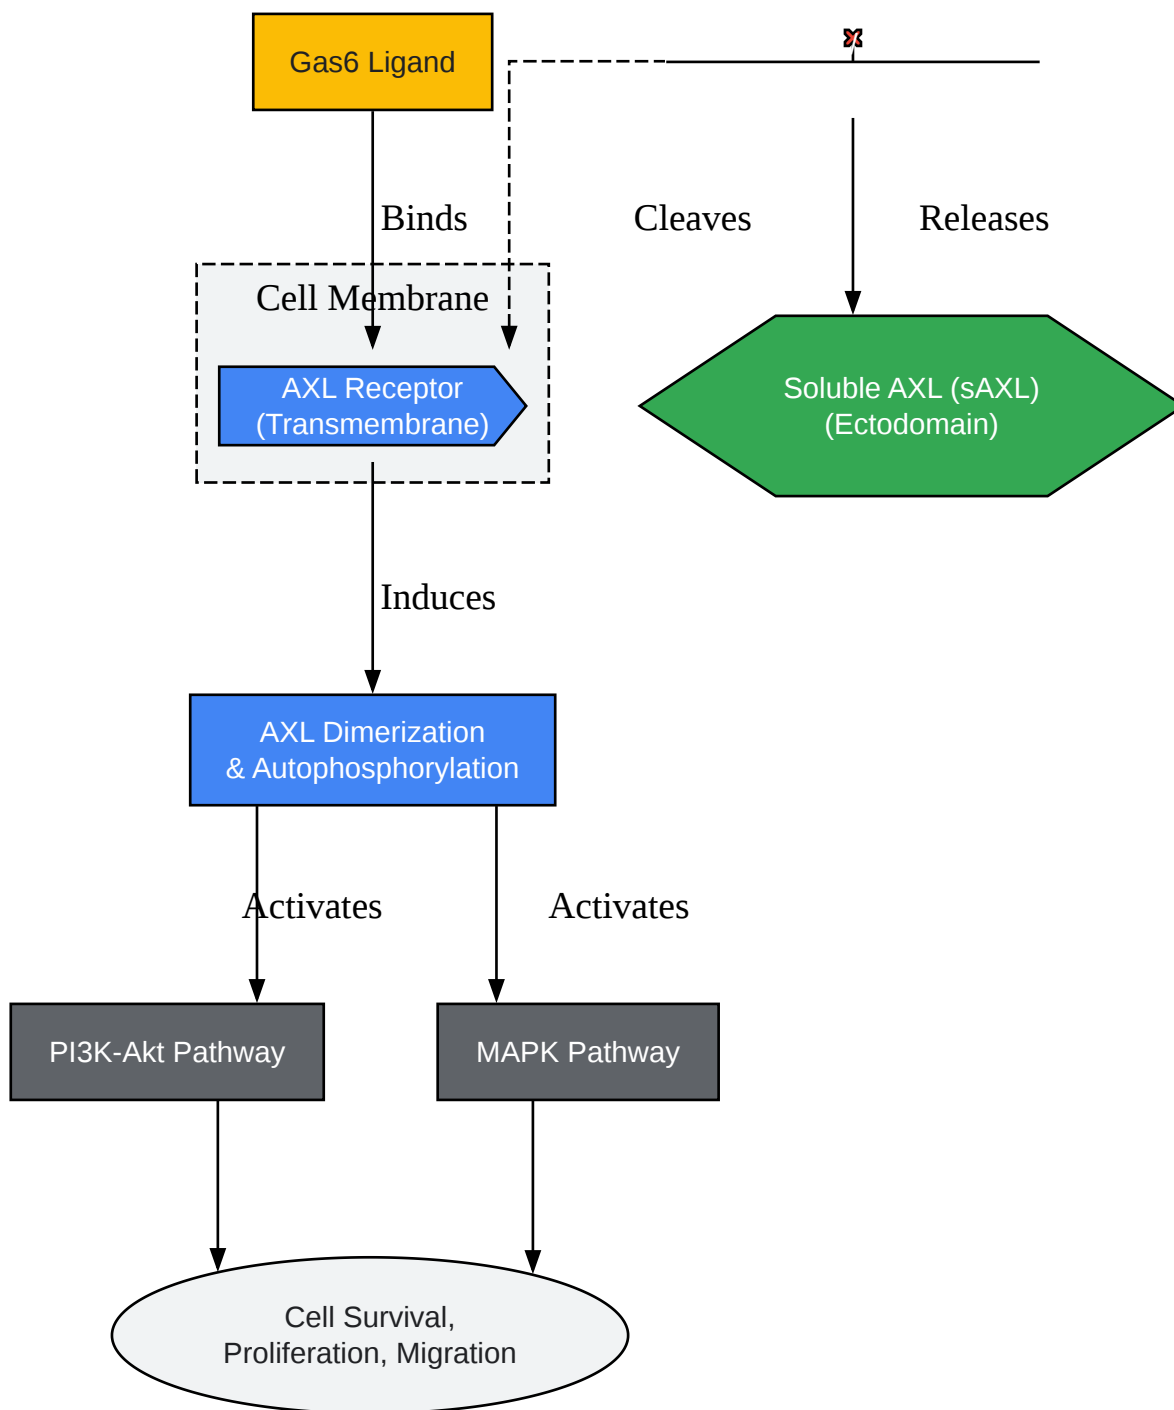 Gas6 Ligand
Binds
Cleaves
Releases
Cell Membrane
AXL Receptor
(Transmembrane)
Soluble AXL (sAXL)
(Ectodomain)
Induces
AXL Dimerization
& Autophosphorylation
Activates
Activates
PI3K-Akt Pathway
MAPK Pathway
Cell Survival,
Proliferation, Migration